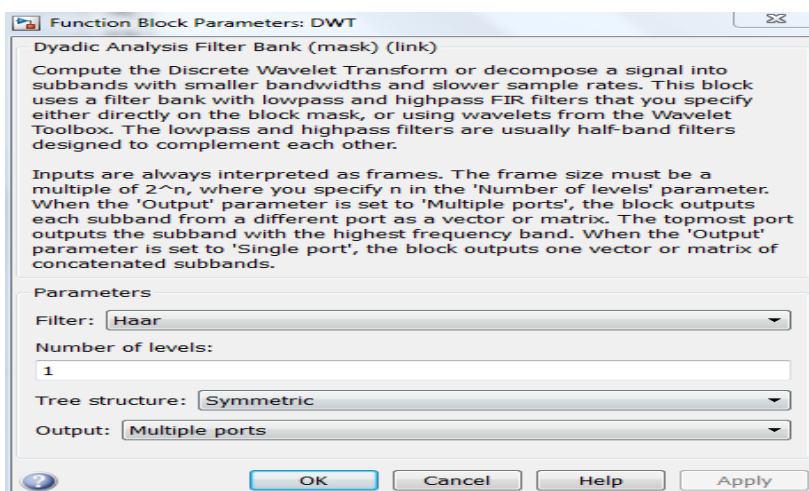 Function Block Parameters: DWT
Dyadic Analysis Filter Bank (mask) (link)
Compute the Discrete Wavelet Transform or decompose a signal into
subbands with smaller bandwidths and slower sample rates. This block
uses a filter bank with lowpass and highpass FIR filters that you specify
either directly on the block mask, or using wavelets from the Wavelet
Toolbox. The lowpass and highpass filters are usually half-band filters
designed to complement each other.
Inputs are always interpreted as frames. The frame size must be a
multiple of 2^n, where you specify n in the 'Number of levels' parameter.
When the 'Output' parameter is set to 'Multiple ports', the block outputs
each subband from a different port as a vector or matrix. The topmost port
outputs the subband with the highest frequency band. When the 'Output'
parameter is set to 'Single port', the block outputs one vector or matrix of
concatenated subbands.
Parameters
Filter: Haar
Number of levels:
1
Tree structure: Symmetric
Output: Multiple ports
OK Cancel Help Apply